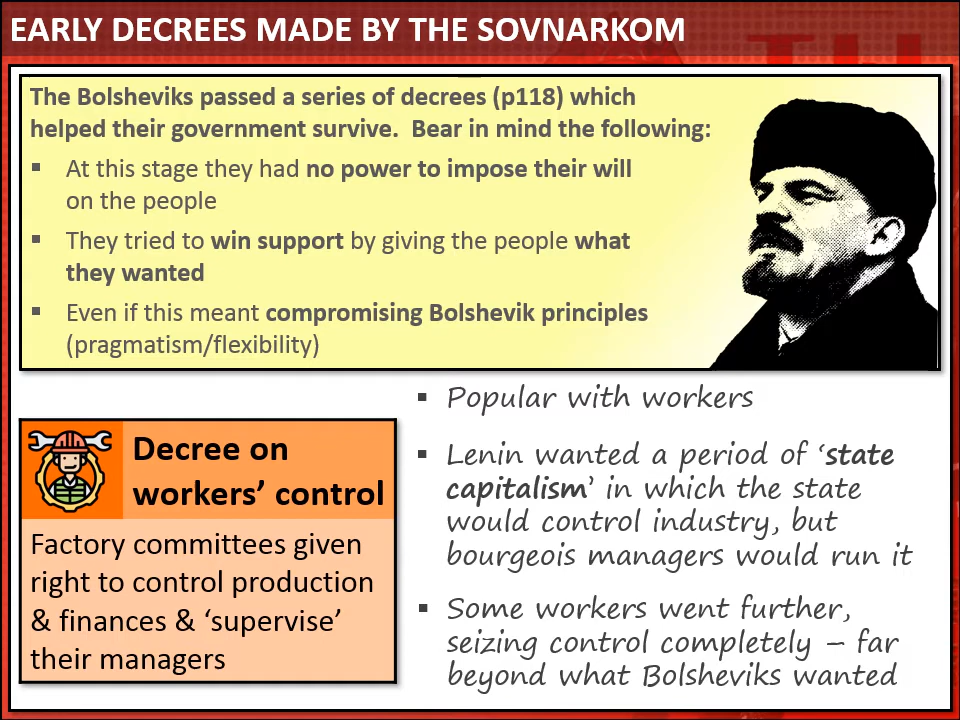 EARLY DECREES MADE BY THE SOVNARKOM
The Bolsheviks passed a series of decrees (p118) which
helped their government survive.  Bear in mind the following:
▪ At this stage they had no power to impose their will
on the people
▪ They tried to win support by giving the people what
they wanted
▪ Even if this meant compromising Bolshevik principles
(pragmatism/flexibility)
Decree on
workers’ control
Factory committees given
right to control production
& finances & ‘supervise’
their managers
▪ Popular with workers
▪ Lenin wanted a period of ‘state
capitalism’ in which the state
would control industry, but
bourgeois managers would run it
▪ Some workers went further,
seizing control completely – far
beyond what Bolsheviks wanted